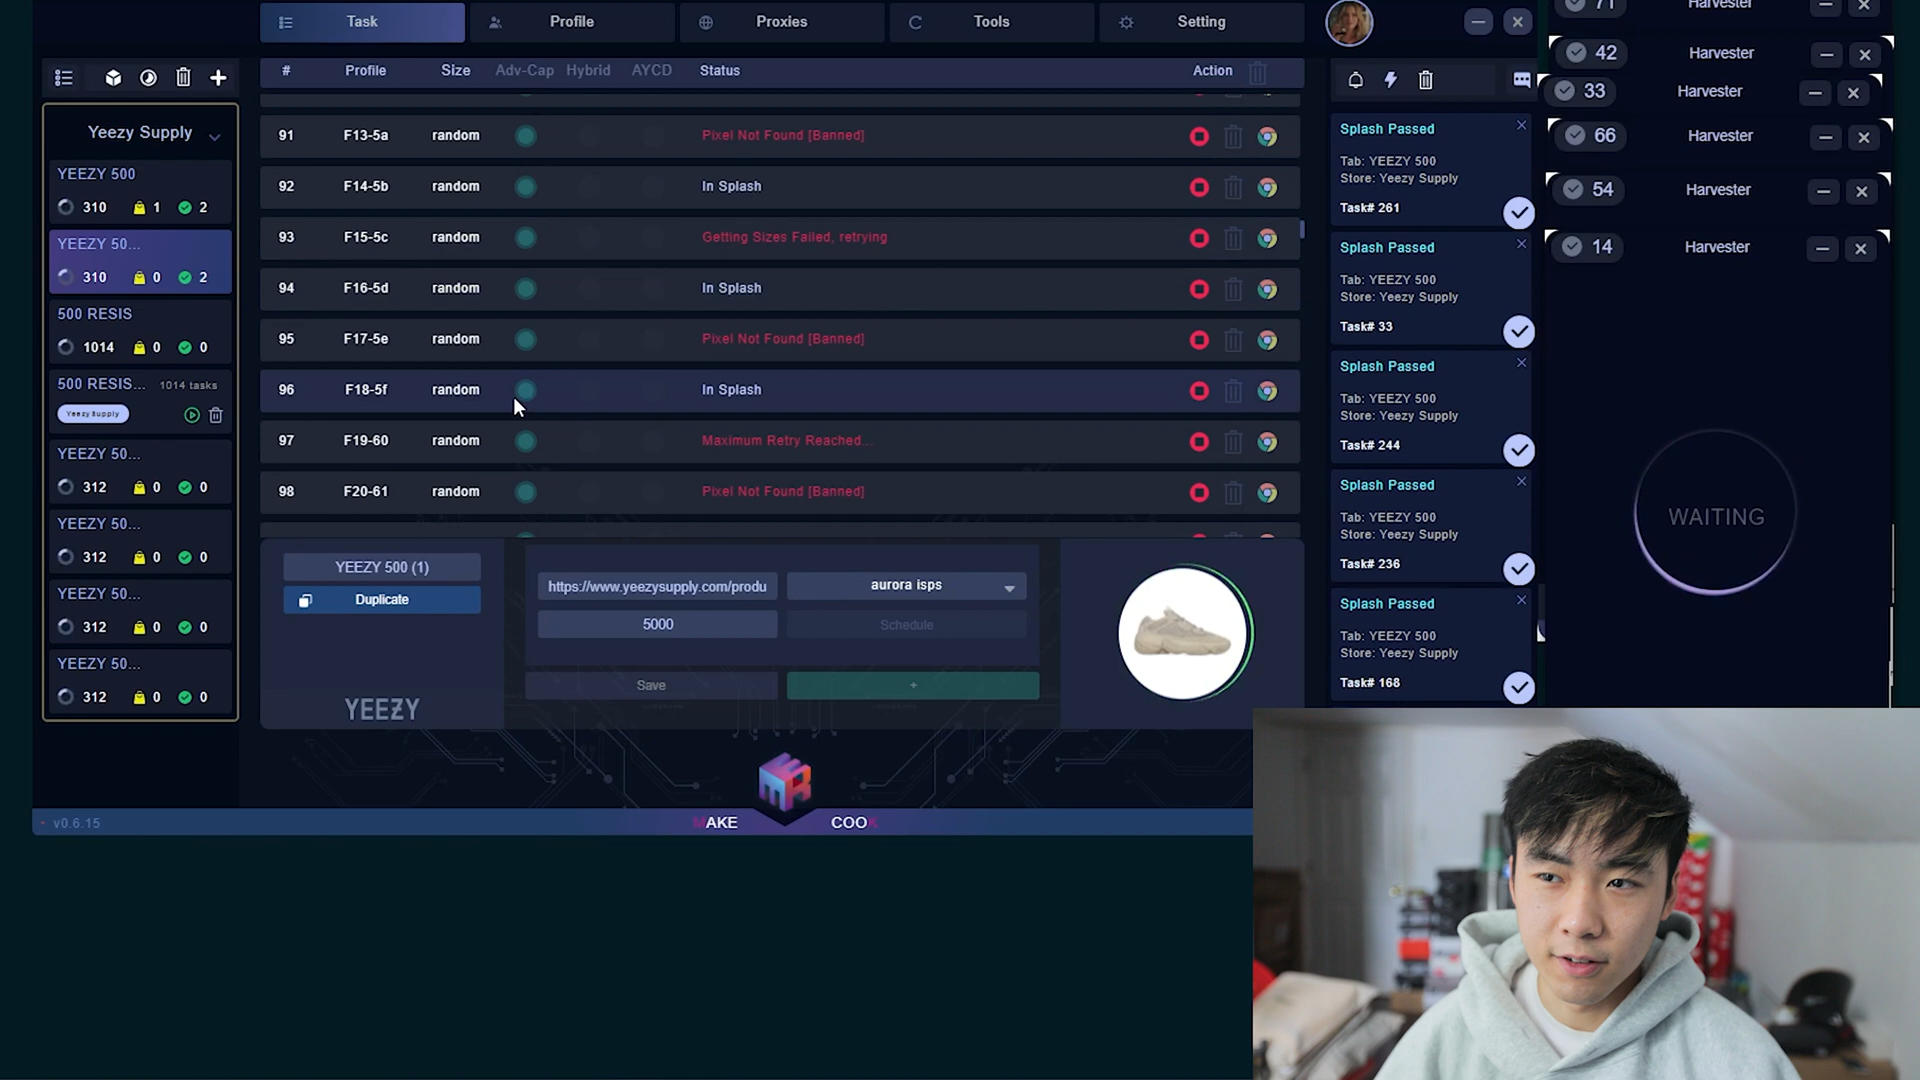 Task
Profile
Proxies
Tools
Setting
#
Profile
Size
Adv-Cap
Hybrid
AYCD
Status
Action
Yeezy Supply
YEEZY 500
310
1
2
YEEZY 50...
310
0
2
500 RESIS
1014
0
0
500 RESIS...
1014 tasks
Yeezy Supply
YEEZY 50...
312
0
0
YEEZY 50...
312
0
0
YEEZY 50...
312
0
0
YEEZY 50...
312
0
0
91 F13-5a random Pixel Not Found [Banned]
92 F14-5b random In Splash
93 F15-5c random Getting Sizes Failed, retrying
94 F16-5d random In Splash
95 F17-5e random Pixel Not Found [Banned]
96 F18-5f random In Splash
97 F19-60 random Maximum Retry Reached...
98 F20-61 random Pixel Not Found [Banned]
YEEZY 500 (1)
Duplicate
YEEZY
https://www.yeezysupply.com/produ
aurora isps
5000
Schedule
Save
+
v0.6.15
MAKE
COOK
Splash Passed
Tab: YEEZY 500
Store: Yeezy Supply
Task# 261
Splash Passed
Tab: YEEZY 500
Store: Yeezy Supply
Task# 33
Splash Passed
Tab: YEEZY 500
Store: Yeezy Supply
Task# 244
Splash Passed
Tab: YEEZY 500
Store: Yeezy Supply
Task# 236
Splash Passed
Tab: YEEZY 500
Store: Yeezy Supply
Task# 168
71 Harvester
42 Harvester
33 Harvester
66 Harvester
54 Harvester
14 Harvester
WAITING